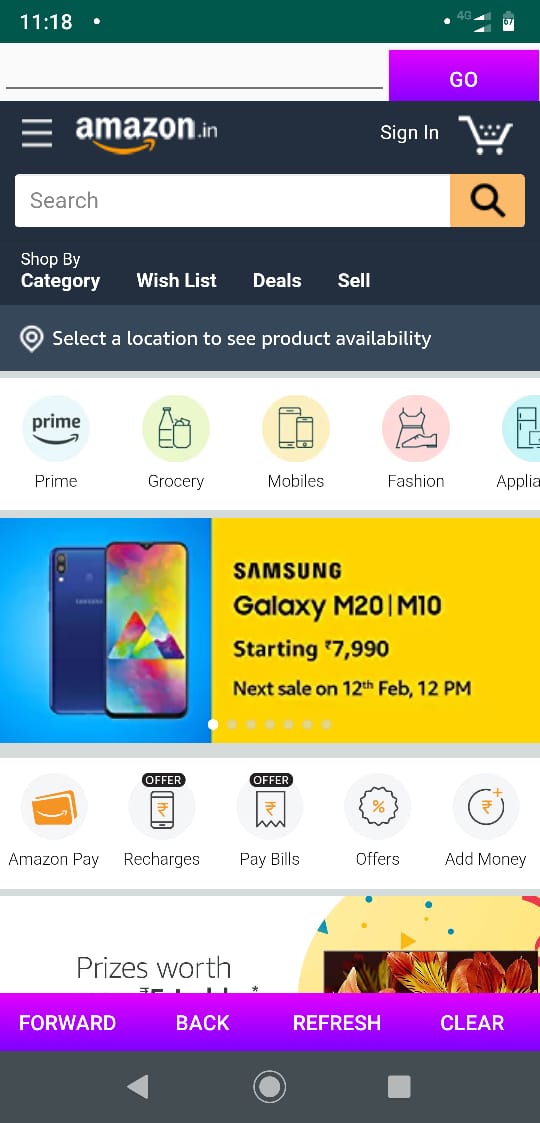 11:18
4G
67
GO
amazon.in
Sign In
Search
Shop By
Category Wish List Deals Sell
Select a location to see product availability
prime
Prime Grocery Mobiles Fashion Applia
SAMSUNG
SAMSUNG
Galaxy M20|M10
Starting ₹7,990
Next sale on 12th Feb, 12 PM
OFFER OFFER
₹ ₹ % ₹+
Amazon Pay Recharges Pay Bills Offers Add Money
Prizes worth
FORWARD BACK REFRESH CLEAR